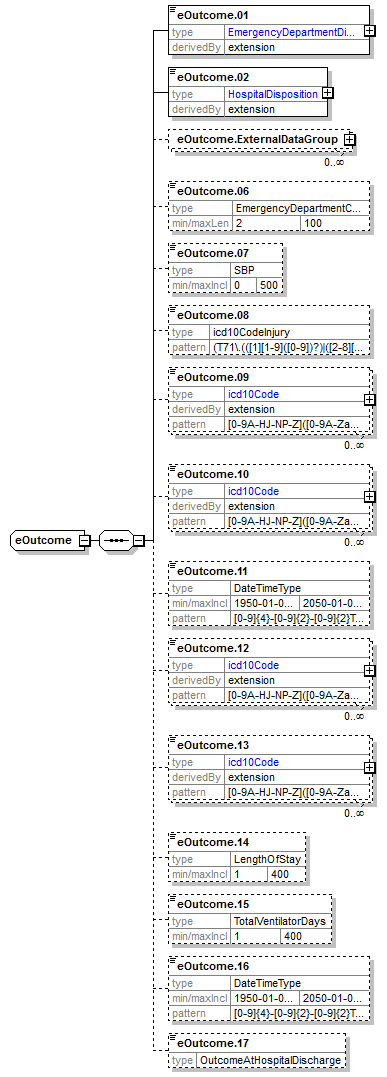 eOutcome.01
type EmergencyDepartmentDi...
derivedBy extension
eOutcome.02
type HospitalDisposition
derivedBy extension
eOutcome.ExternalDataGroup
0..∞
eOutcome.06
type EmergencyDepartmentC...
min/maxLen 2 100
eOutcome.07
type SBP
min/maxIncl 0 500
eOutcome.08
type icd10CodeInjury
pattern (T71\.(([1][1-9]([0-9])?)|([2-8][...
eOutcome.09
type icd10Code
derivedBy extension
pattern [0-9A-HJ-NP-Z]([0-9A-Za...
0..∞
eOutcome.10
type icd10Code
derivedBy extension
pattern [0-9A-HJ-NP-Z]([0-9A-Za...
0..∞
eOutcome
eOutcome.11
type DateTimeType
min/maxIncl 1950-01-0... 2050-01-0...
pattern [0-9]{4}-[0-9]{2}-[0-9]{2}T...
eOutcome.12
type icd10Code
derivedBy extension
pattern [0-9A-HJ-NP-Z]([0-9A-Za...
0..∞
eOutcome.13
type icd10Code
derivedBy extension
pattern [0-9A-HJ-NP-Z]([0-9A-Za...
0..∞
eOutcome.14
type LengthOfStay
min/maxIncl 1 400
eOutcome.15
type TotalVentilatorDays
min/maxIncl 1 400
eOutcome.16
type DateTimeType
min/maxIncl 1950-01-0... 2050-01-0...
pattern [0-9]{4}-[0-9]{2}-[0-9]{2}T...
eOutcome.17
type OutcomeAtHospitalDischarge